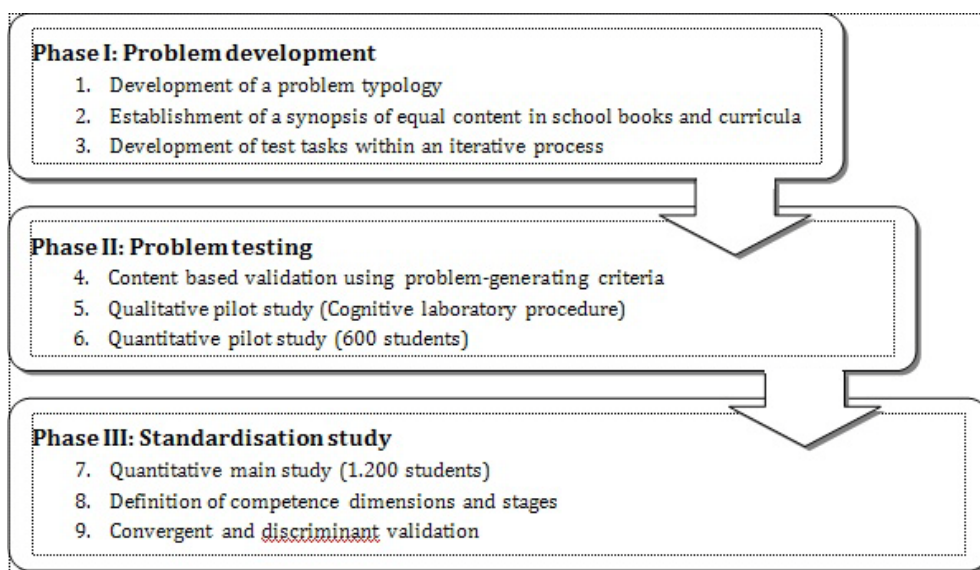 Phase I: Problem development
1. Development of a problem typology
2. Establishment of a synopsis of equal content in school books and curricula
3. Development of test tasks within an iterative process
Phase II: Problem testing
4. Content based validation using problem-generating criteria
5. Qualitative pilot study (Cognitive laboratory procedure)
6. Quantitative pilot study (600 students)
Phase III: Standardisation study
7. Quantitative main study (1.200 students)
8. Definition of competence dimensions and stages
9. Convergent and discriminant validation